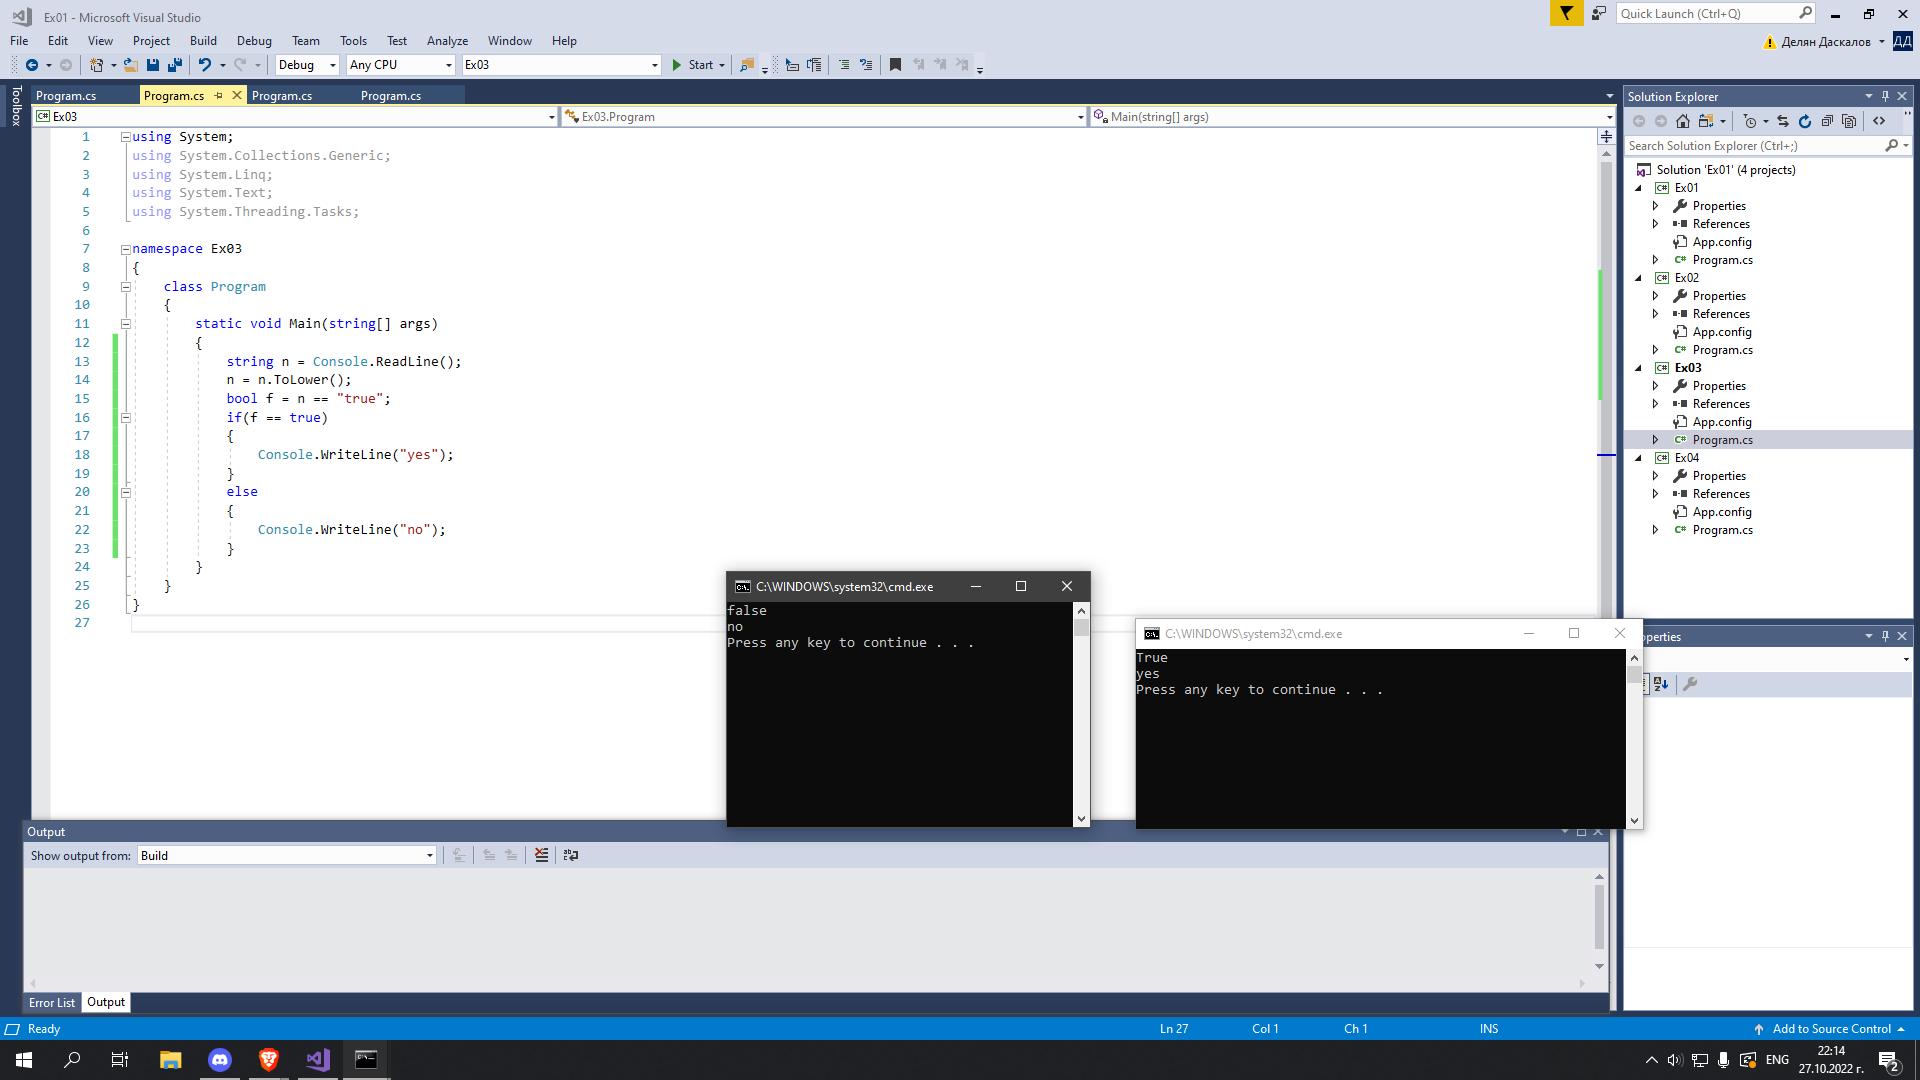 Ex01 - Microsoft Visual Studio
Quick Launch (Ctrl+Q)
File Edit View Project Build Debug Team Tools Test Analyze Window Help
Делян Даскалов ДД
Debug Any CPU Ex03 Start
Toolbox
Program.cs Program.cs Program.cs Program.cs
Ex03 Ex03.Program Main(string[] args)
1 using System;
2 using System.Collections.Generic;
3 using System.Linq;
4 using System.Text;
5 using System.Threading.Tasks;
6
7 namespace Ex03
8 {
9 class Program
10 {
11 static void Main(string[] args)
12 {
13 string n = Console.ReadLine();
14 n = n.ToLower();
15 bool f = n == "true";
16 if(f == true)
17 {
18 Console.WriteLine("yes");
19 }
20 else
21 {
22 Console.WriteLine("no");
23 }
24 }
25 }
26 }
27
C:\WINDOWS\system32\cmd.exe
false
no
Press any key to continue . . .
C:\WINDOWS\system32\cmd.exe
True
yes
Press any key to continue . . .
Solution Explorer
Search Solution Explorer (Ctrl+;)
Solution 'Ex01' (4 projects)
C# Ex01
Properties
References
App.config
C# Program.cs
C# Ex02
Properties
References
App.config
C# Program.cs
C# Ex03
Properties
References
App.config
C# Program.cs
C# Ex04
Properties
References
App.config
C# Program.cs
operties
Output
Show output from: Build
Error List Output
Ready Ln 27 Col 1 Ch 1 INS Add to Source Control
ENG 22:14
27.10.2022 г. 2